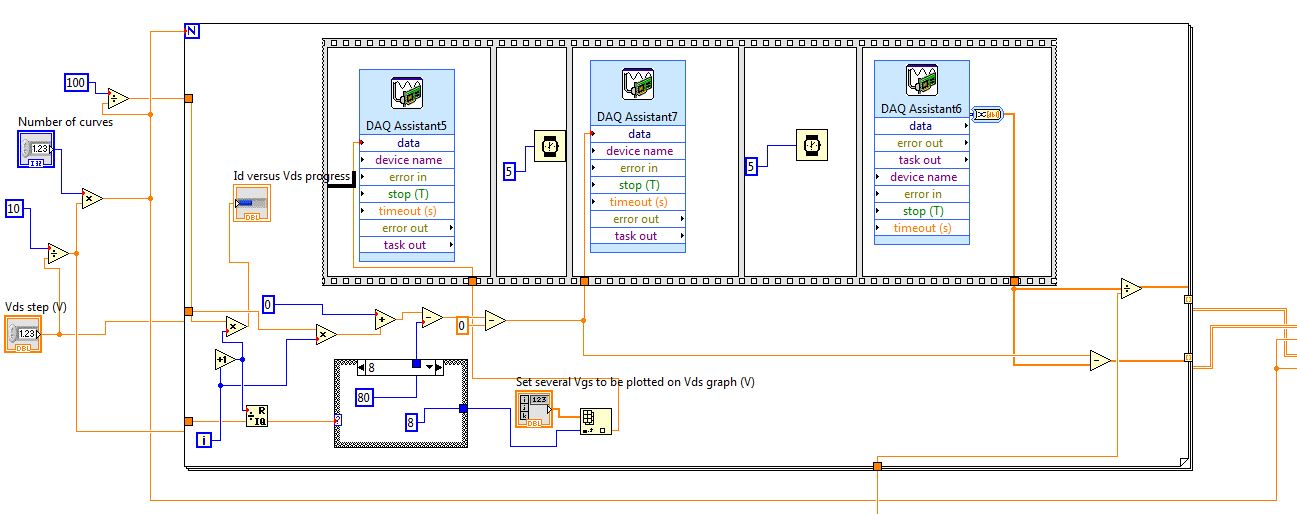 N
100
Number of curves
1.23
I32
10
Vds step (V)
1.23
DBL
Id versus Vds progress
DBL
DAQ Assistant5
data
device name
error in
stop (T)
timeout (s)
error out
task out
5
DAQ Assistant7
data
device name
error in
stop (T)
timeout (s)
error out
task out
5
DAQ Assistant6
data
error out
task out
device name
error in
stop (T)
timeout (s)
0
0
+1
i
R
IQ
8
80
8
?
Set several Vgs to be plotted on Vds graph (V)
123
DBL